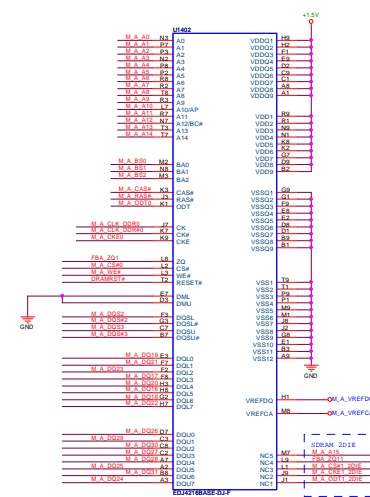 +1.5V
U1402
M_A_A0 N3 A0 VDDQ1 H9
M_A_A1 P7 A1 VDDQ2 H2
M_A_A2 P3 A2 VDDQ3 F1
M_A_A3 N2 A3 VDDQ4 E9
M_A_A4 P8 A4 VDDQ5 D2
M_A_A5 P2 A5 VDDQ6 C9
M_A_A6 R8 A6 VDDQ7 C1
M_A_A7 R2 A7 VDDQ8 A8
M_A_A8 T8 A8 VDDQ9 A1
M_A_A9 R3 A9
M_A_A10 L7 A10/AP
M_A_A11 R7 A11 VDD1 R9
M_A_A12 N7 A12/BC# VDD2 R1
M_A_A13 T3 A13 VDD3 N9
M_A_A14 T7 A14 VDD4 N1
VDD5 K8
VDD6 K2
VDD7 G7
M_A_BS0 M2 BA0 VDD8 D9
M_A_BS1 N8 BA1 VDD9 B2
M_A_BS2 M3 BA2
M_A_CAS# K3 CAS# VSSQ1 G9
M_A_RAS# J3 RAS# VSSQ2 G1
M_A_ODT0 K1 ODT VSSQ3 F9
VSSQ4 E8
VSSQ5 E2
M_A_CLK_DDR0 J7 CK VSSQ6 D8
M_A_CLK_DDR#0 K7 CK# VSSQ7 D1
M_A_CKE0 K9 CKE VSSQ8 B9
VSSQ9 B1
FBA_ZQ1 L8 ZQ
M_A_CS#0 L2 CS#
M_A_WE# L3 WE#
DRAMRST# T2 RESET# VSS1 T9
VSS2 T1
E7 DML VSS3 P9
D3 DMU VSS4 P1
VSS5 M9
M_A_DQS2 F3 DQSL VSS6 M1
M_A_DQS#2 G3 DQSL# VSS7 J8
M_A_DQS3 C7 DQSU VSS8 J2
M_A_DQS#3 B7 DQSU# VSS9 G8
VSS10 E1
VSS11 B3
VSS12 A9
GND
GND
M_A_DQ19 E3 DQL0
M_A_DQ21 F7 DQL1
M_A_DQ23 F2 DQL2
M_A_DQ17 F8 DQL3
H3 DQL4
H8 DQL5
M_A_DQ18 G2 DQL6 VREFDQ H1 M_A_VREFDQ
M_A_DQ22 H7 DQL7
VREFCA M8 M_A_VREFCA
M_A_DQ26 D7 DQU0
M_A_DQ29 C3 DQU1
C8 DQU2 SDRAM 2DIE
C2 DQU3 NC5 M7 M_A_A15
A7 DQU4 NC4 L9 FBA_ZQ11
M_A_DQ25 A2 DQU5 NC3 L1 M_A_CS#1_2DIE
M_A_DQ31 B8 DQU6 NC2 J9 M_A_CKE1_2DIE
M_A_DQ24 A3 DQU7 NC1 J1 M_A_ODT1_2DIE
EDJ4216BASE-DJ-F